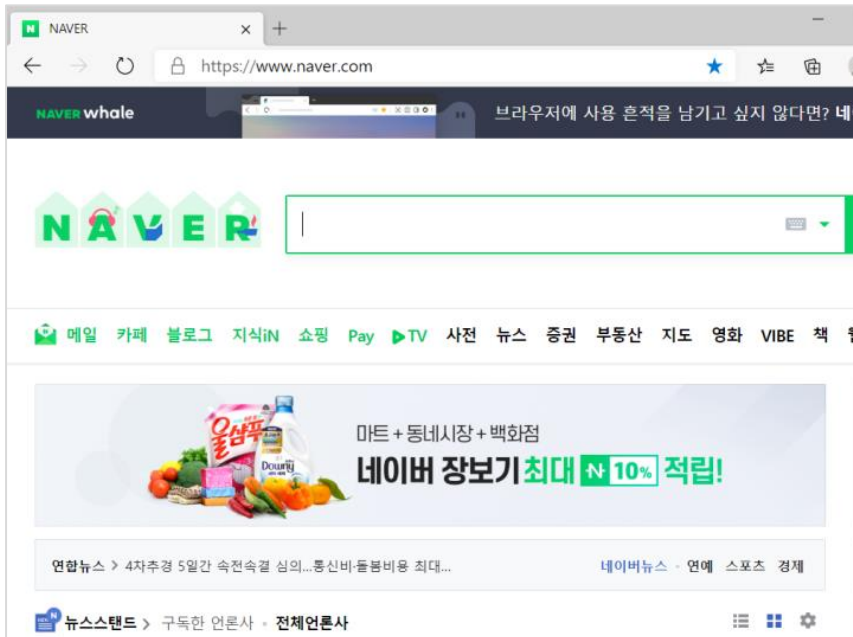 NAVER
https://www.naver.com
NAVER whale
브라우저에 사용 흔적을 남기고 싶지 않다면?
NAVER
메일 카페 블로그 지식iN 쇼핑 Pay TV 사전 뉴스 증권 부동산 지도 영화 VIBE 책
울샴푸
Downy
마트 + 동네시장 + 백화점
네이버 장보기 최대 N 10% 적립!
연합뉴스 > 4차추경 5일간 속전속결 심의...통신비·돌봄비용 최대...
네이버뉴스 · 연예 스포츠 경제
뉴스스탠드 > 구독한 언론사 · 전체언론사